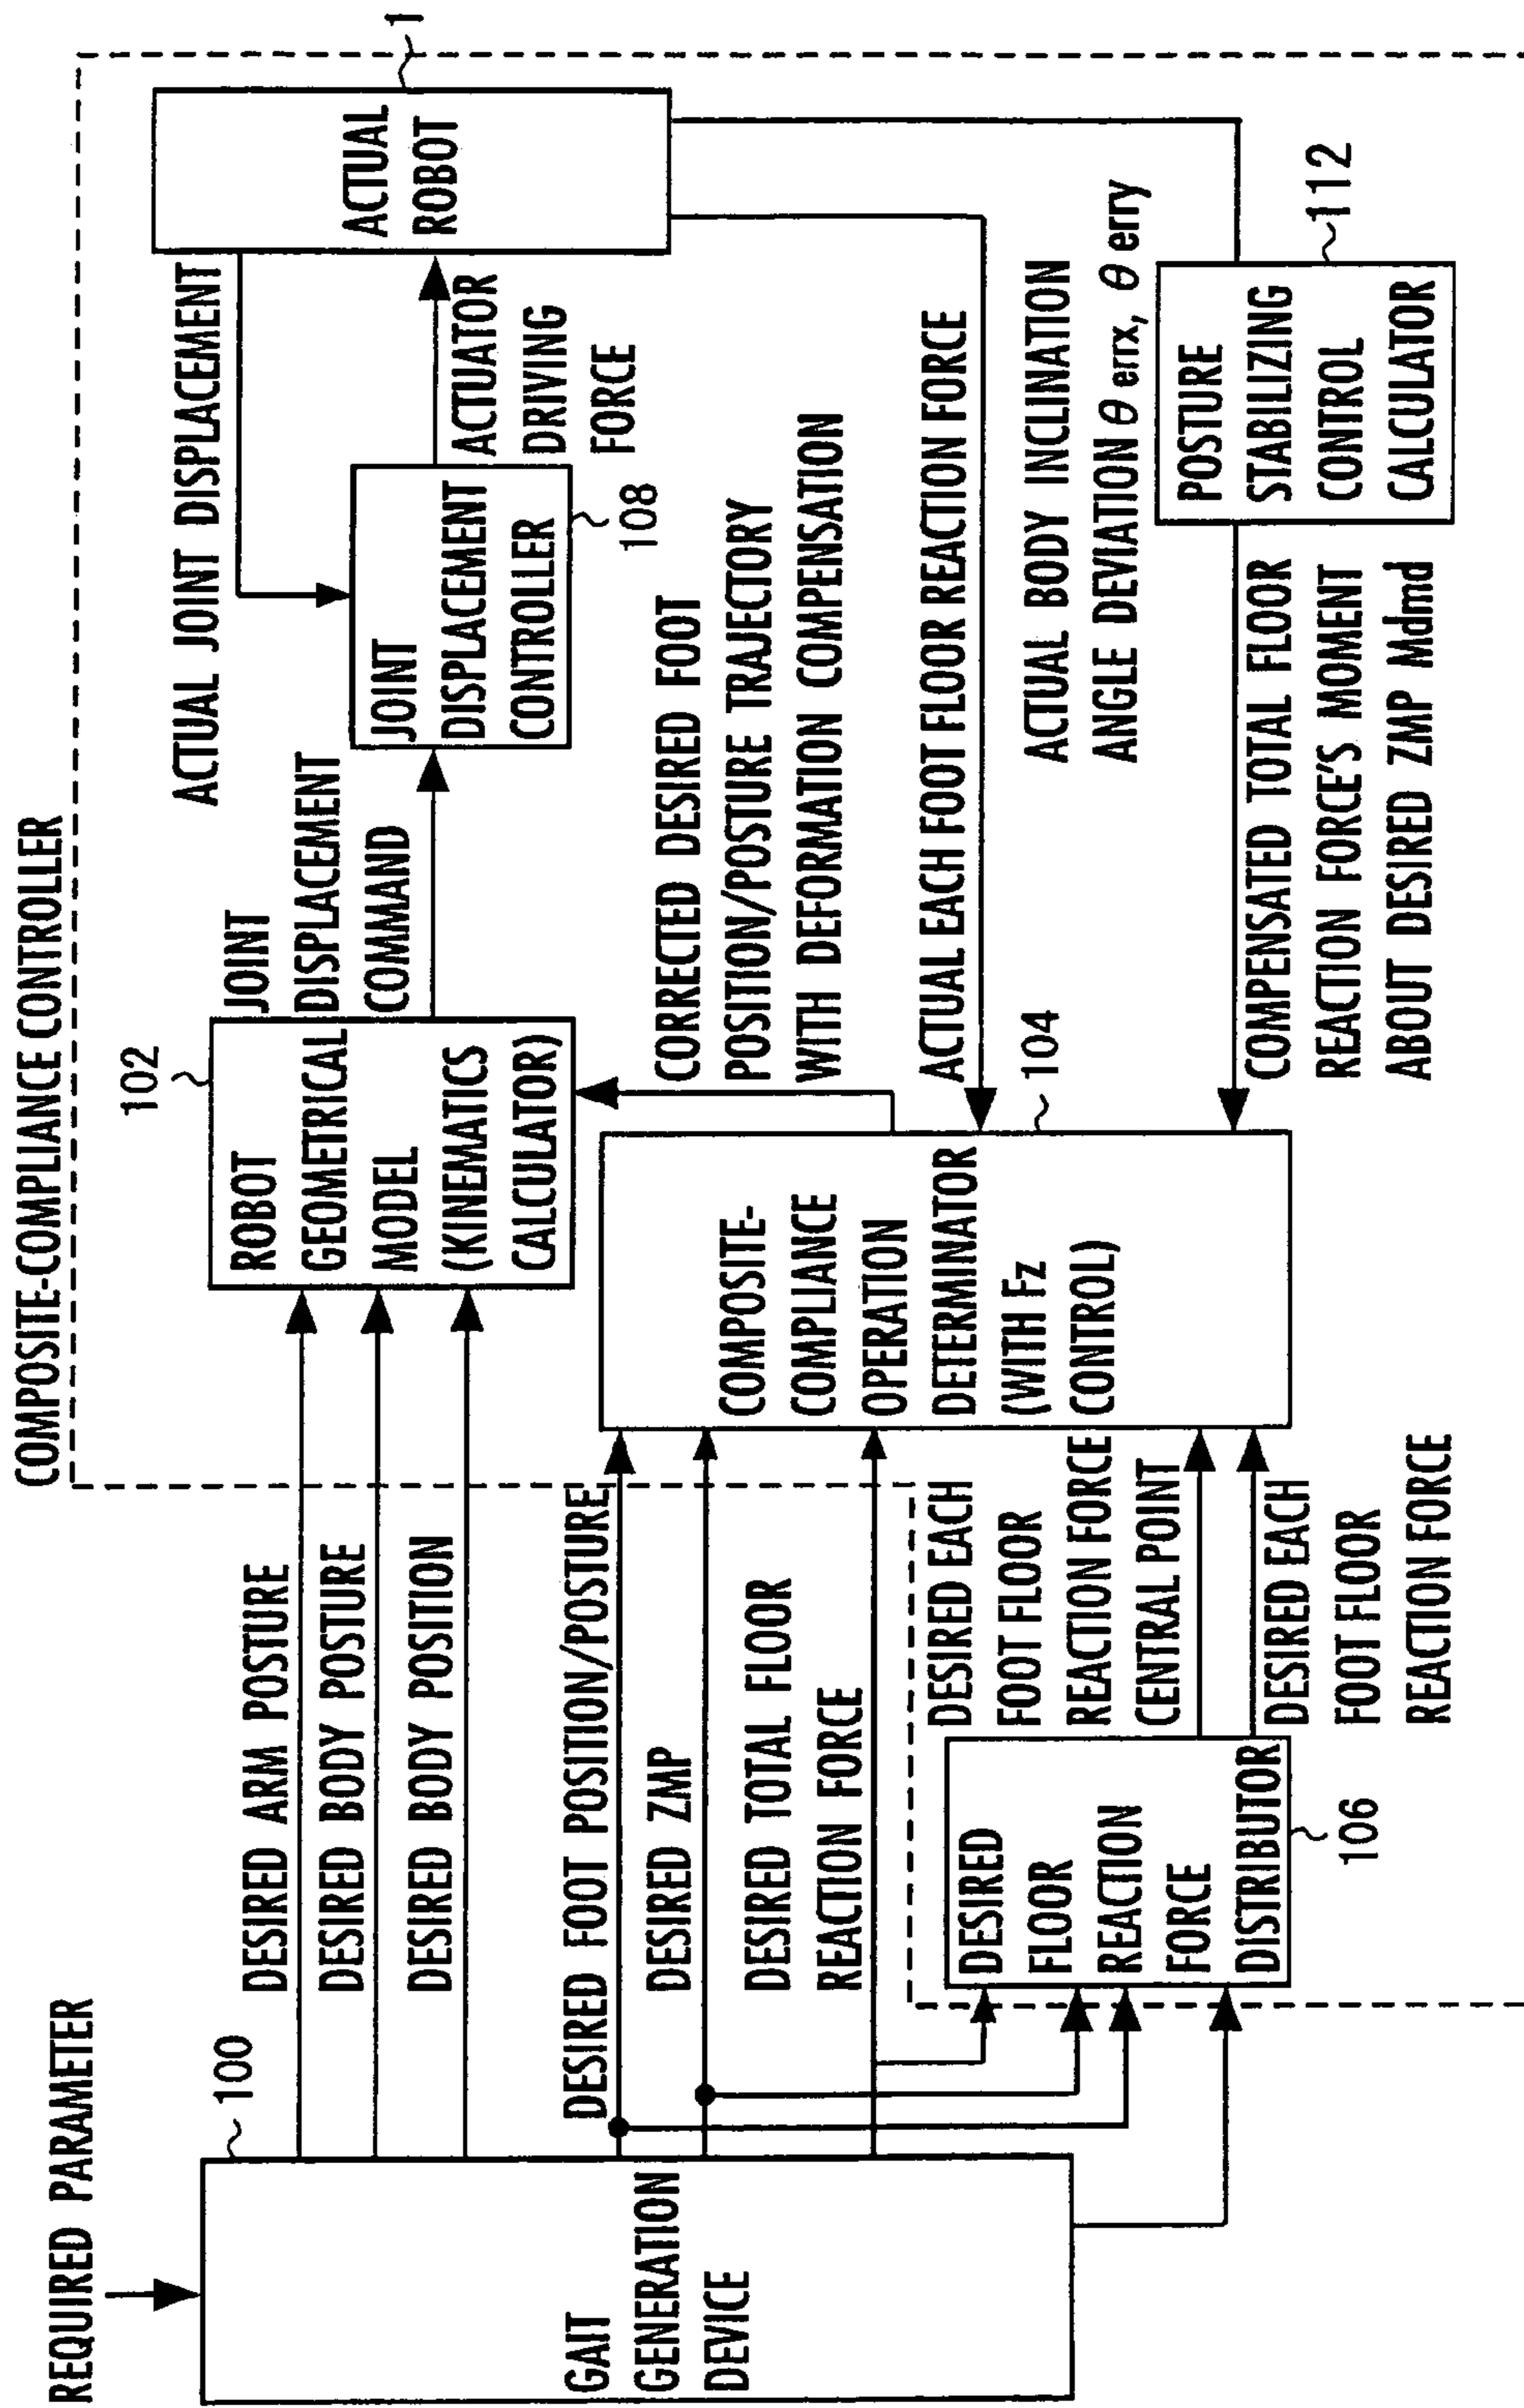 COMPOSITE-COMPLIANCE CONTROLLER
REQUIRED PARAMETER
100
GAIT
GENERATION
DEVICE
DESIRED ARM POSTURE
DESIRED BODY POSTURE
DESIRED BODY POSITION
DESIRED FOOT POSITION/POSTURE
DESIRED ZMP
DESIRED TOTAL FLOOR
REACTION FORCE
DESIRED
FLOOR
REACTION
FORCE
DISTRIBUTOR
106
DESIRED EACH
FOOT FLOOR
REACTION FORCE
CENTRAL POINT
DESIRED EACH
FOOT FLOOR
REACTION FORCE
102
ROBOT
GEOMETRICAL
MODEL
(KINEMATICS
CALCULATOR)
COMPOSITE-
COMPLIANCE
OPERATION
DETERMINATOR
(WITH Fz
CONTROL)
104
JOINT
DISPLACEMENT
COMMAND
CORRECTED DESIRED FOOT
POSITION/POSTURE TRAJECTORY
WITH DEFORMATION COMPENSATION
ACTUAL JOINT DISPLACEMENT
JOINT
DISPLACEMENT
CONTROLLER
108
ACTUATOR
DRIVING
FORCE
ACTUAL
ROBOT
1
ACTUAL EACH FOOT FLOOR REACTION FORCE
ACTUAL BODY INCLINATION
ANGLE DEVIATION θ errx, θ erry
POSTURE
STABILIZING
CONTROL
CALCULATOR
112
COMPENSATED TOTAL FLOOR
REACTION FORCE'S MOMENT
ABOUT DESIRED ZMP Mdmd